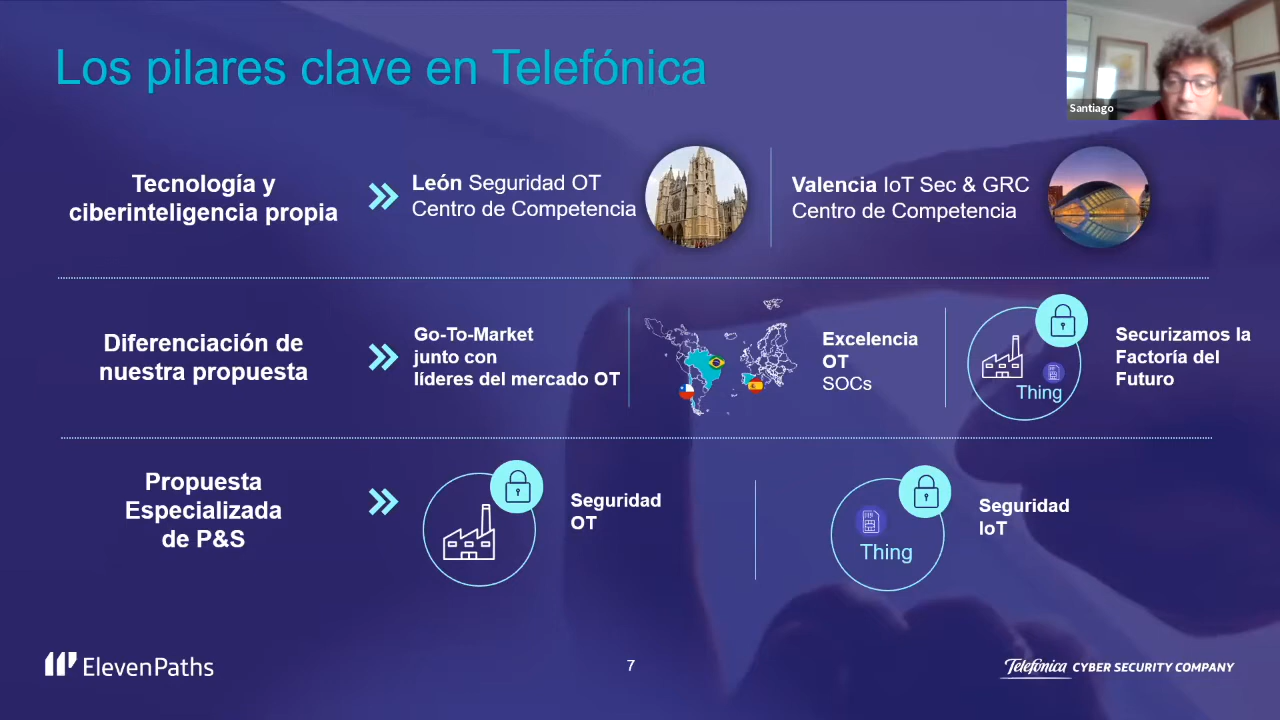 Los pilares clave en Telefónica
Santiago
Tecnología y
ciberinteligencia propia
León Seguridad OT
Centro de Competencia
Valencia IoT Sec & GRC
Centro de Competencia
Diferenciación de
nuestra propuesta
Go-To-Market
junto con
líderes del mercado OT
Excelencia
OT
SOCs
Thing
Securizamos la
Factoría del
Futuro
Propuesta
Especializada
de P&S
Seguridad
OT
Thing
Seguridad
IoT
ElevenPaths
7
Telefónica CYBER SECURITY COMPANY